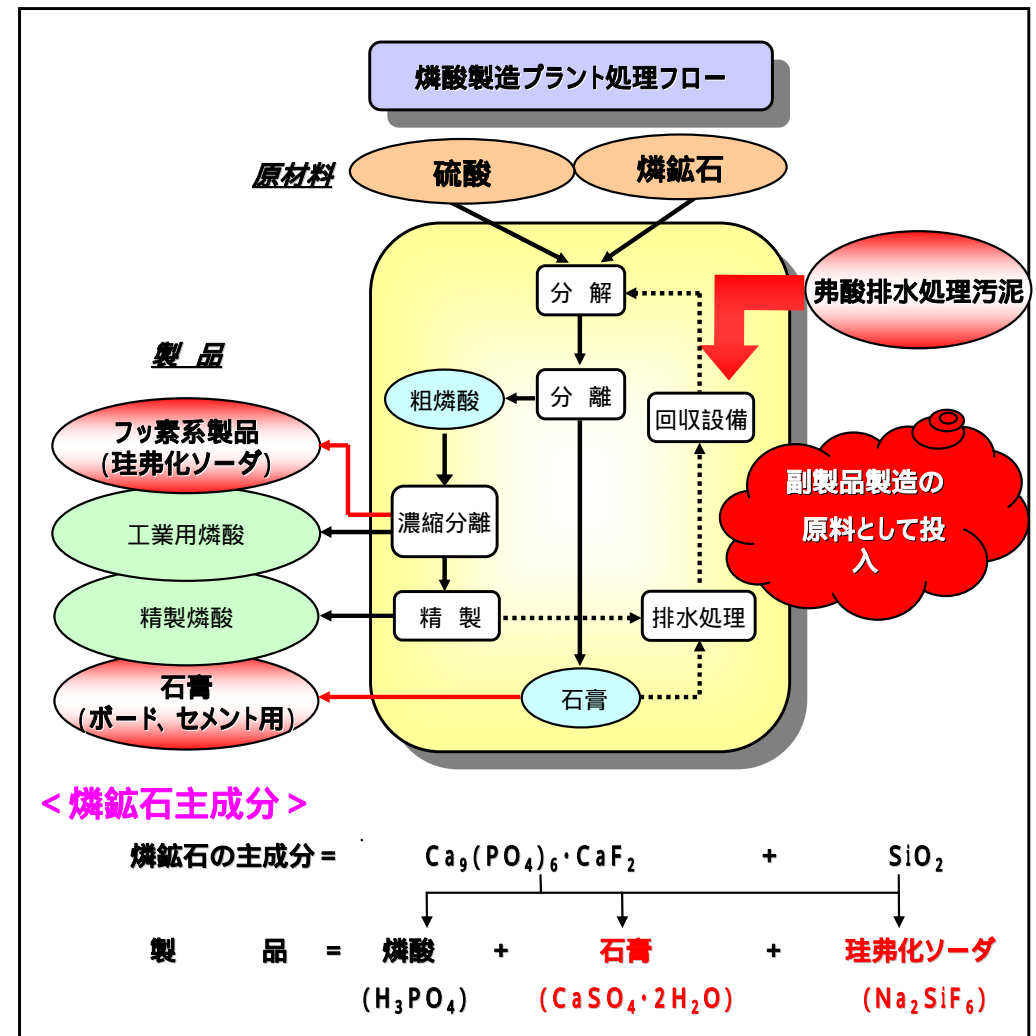 燐酸製造プラント処理フロー
原材料
硫酸
燐鉱石
分 解
弗酸排水処理汚泥
製 品
粗燐酸
分 離
回収設備
フッ素系製品
(珪弗化ソーダ)
副製品製造の
原料として投
入
工業用燐酸
濃縮分離
精製燐酸
精 製
排水処理
石膏
(ボード、セメント用)
石膏
<燐鉱石主成分>
燐鉱石の主成分= Ca₉(PO₄)₆・CaF₂ + SiO₂
製 品 = 燐酸 + 石膏 + 珪弗化ソーダ
(H₃PO₄) (CaSO₄・2H₂O) (Na₂SiF₆)